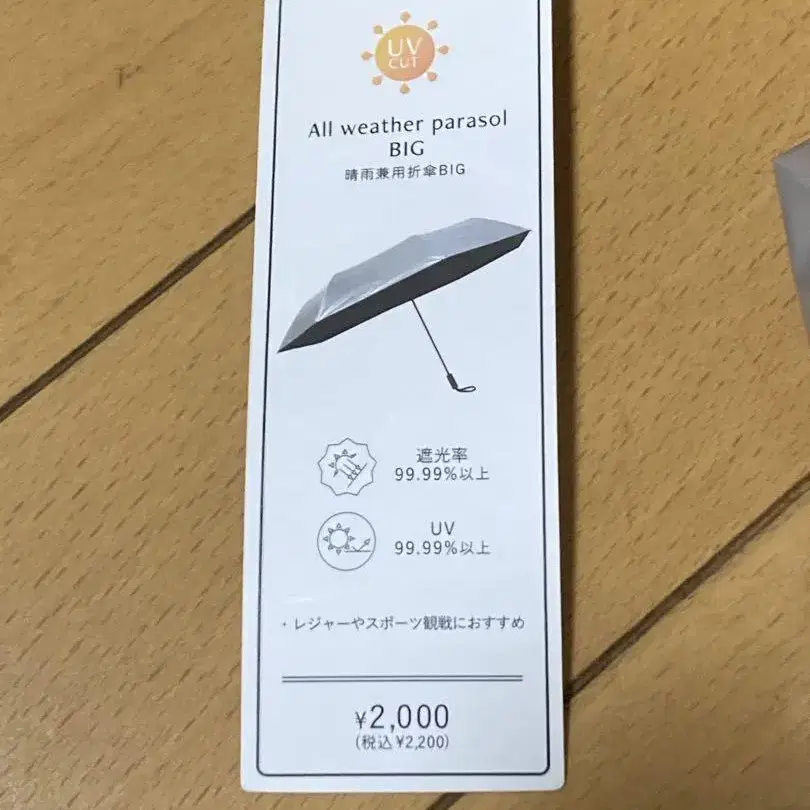 UV
CUT
All weather parasol
BIG
晴雨兼用折傘BIG
遮光率
99.99%以上
UV
99.99%以上
・レジャーやスポーツ観戦におすすめ
¥2,000
(税込¥2,200)